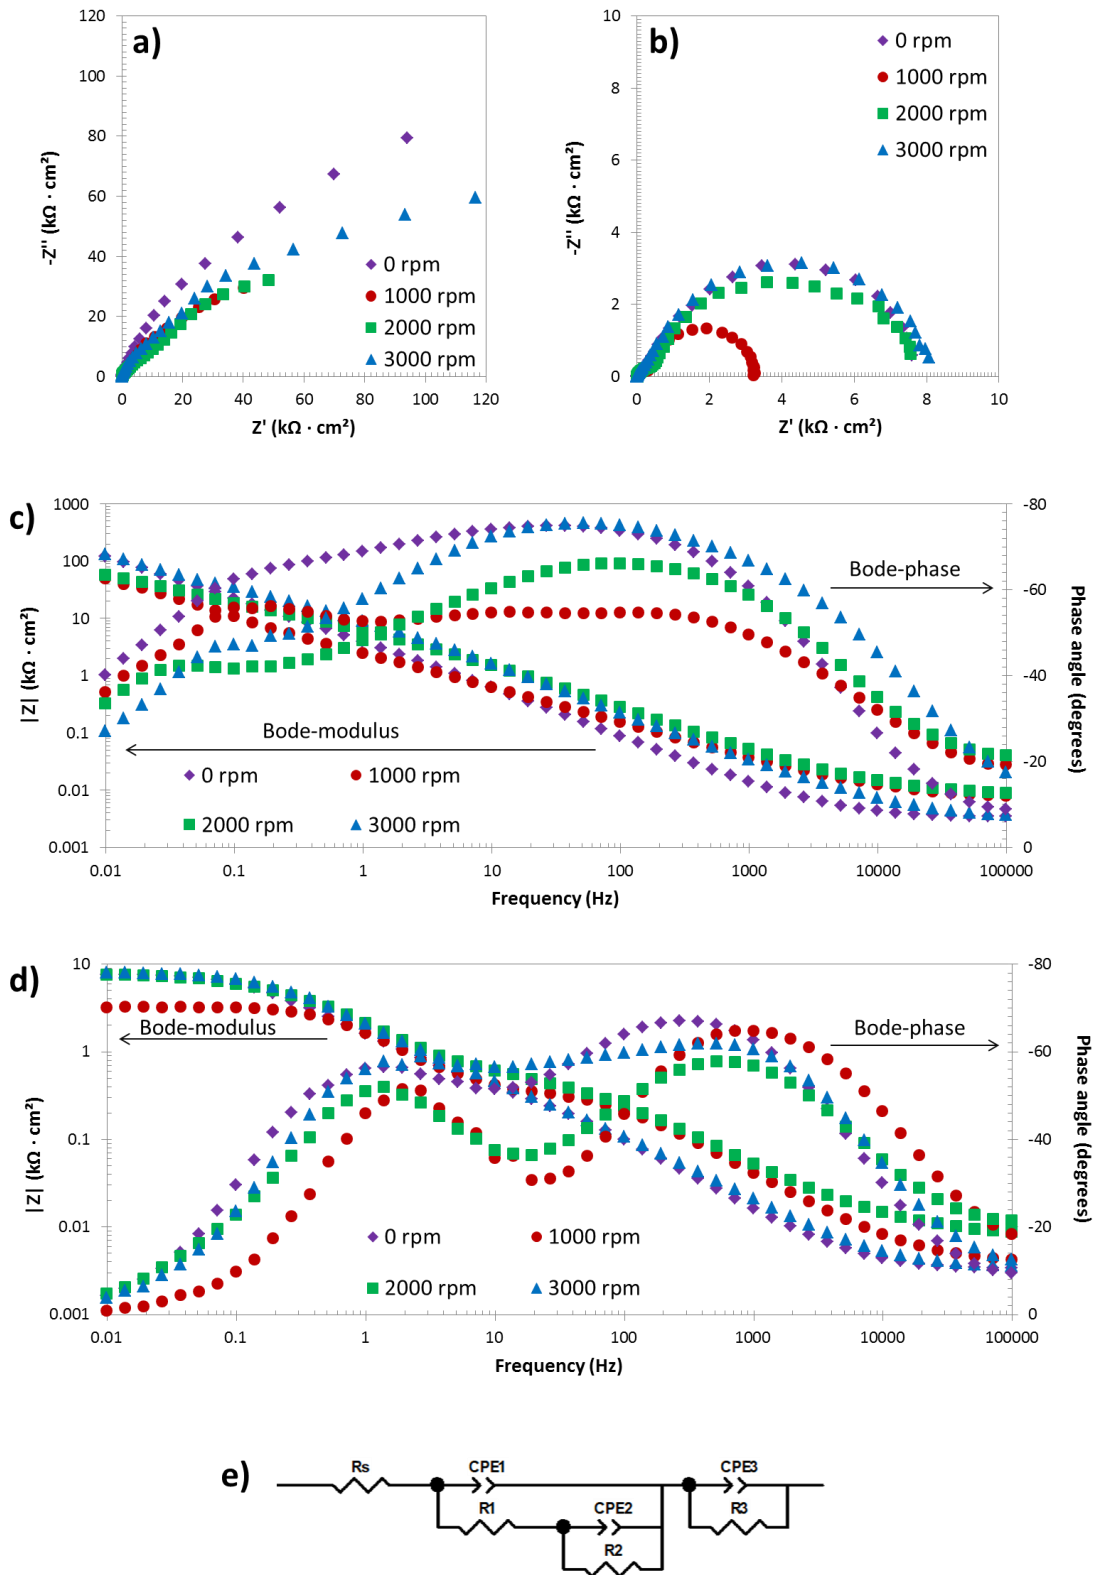 a)
120
100
80
60
40
20
0
-Z'' (kΩ · cm²)
0 rpm
1000 rpm
2000 rpm
3000 rpm
0 20 40 60 80 100 120
Z' (kΩ · cm²)
b)
10
8
6
4
2
0
-Z'' (kΩ · cm²)
0 rpm
1000 rpm
2000 rpm
3000 rpm
0 2 4 6 8 10
Z' (kΩ · cm²)
c)
1000
100
10
1
0.1
0.01
0.001
|Z| (kΩ · cm²)
Bode-phase
Bode-modulus
0 rpm 1000 rpm
2000 rpm 3000 rpm
-80
-60
-40
-20
0
Phase angle (degrees)
0.01 0.1 1 10 100 1000 10000 100000
Frequency (Hz)
d)
10
1
0.1
0.01
0.001
|Z| (kΩ · cm²)
Bode-modulus
Bode-phase
0 rpm 1000 rpm
2000 rpm 3000 rpm
-80
-60
-40
-20
0
Phase angle (degrees)
0.01 0.1 1 10 100 1000 10000 100000
Frequency (Hz)
e)
Rs CPE1 CPE3
R1 CPE2 R3
R2